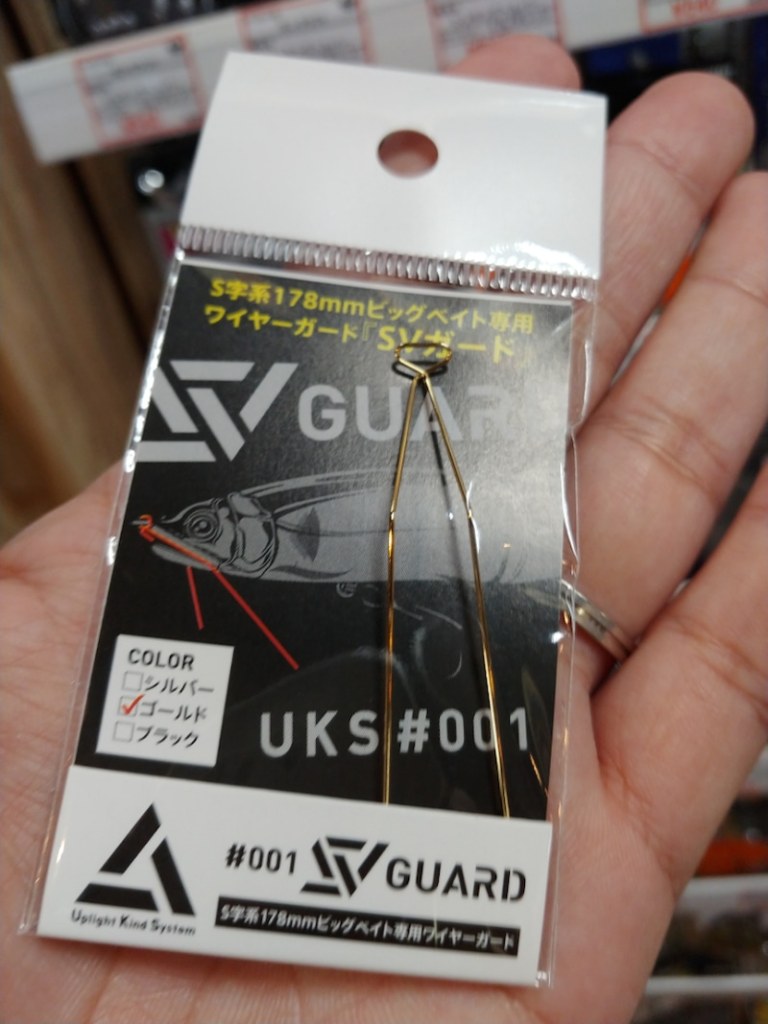 S字系178mmビッグベイト専用
ワイヤーガード『SVガード』
SV GUARD
COLOR
シルバー
ゴールド
ブラック
UKS #001
#001 SV GUARD
Uplight Kind System
S字系178mmビッグベイト専用ワイヤーガード